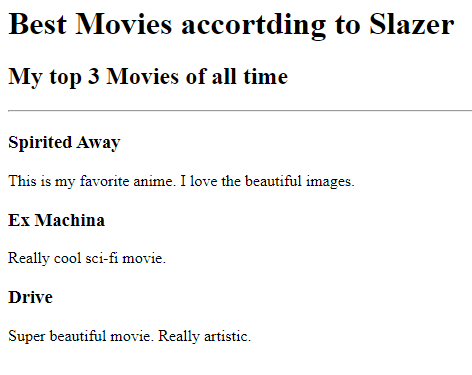 Best Movies accortding to Slazer
My top 3 Movies of all time
Spirited Away
This is my favorite anime. I love the beautiful images.
Ex Machina
Really cool sci-fi movie.
Drive
Super beautiful movie. Really artistic.